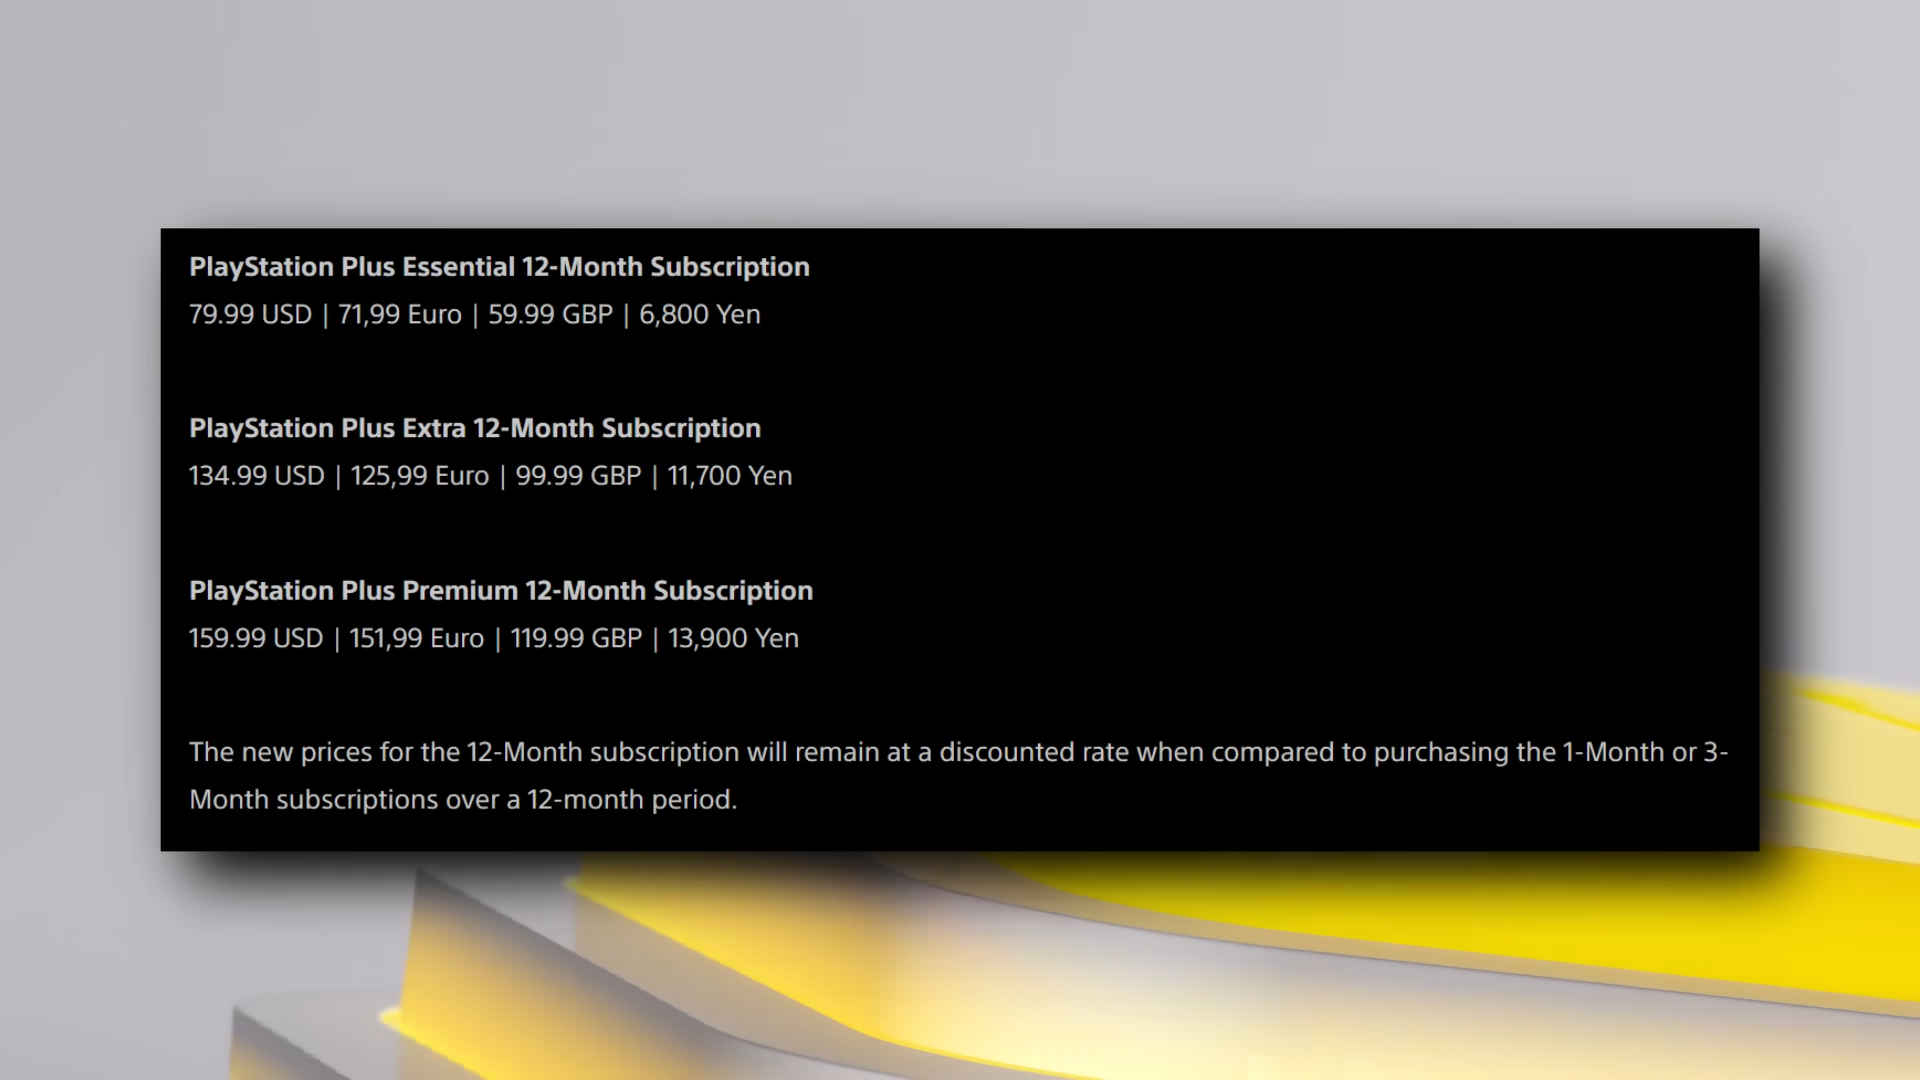 PlayStation Plus Essential 12-Month Subscription
79.99 USD | 71,99 Euro | 59.99 GBP | 6,800 Yen
PlayStation Plus Extra 12-Month Subscription
134.99 USD | 125,99 Euro | 99.99 GBP | 11,700 Yen
PlayStation Plus Premium 12-Month Subscription
159.99 USD | 151,99 Euro | 119.99 GBP | 13,900 Yen
The new prices for the 12-Month subscription will remain at a discounted rate when compared to purchasing the 1-Month or 3-
Month subscriptions over a 12-month period.